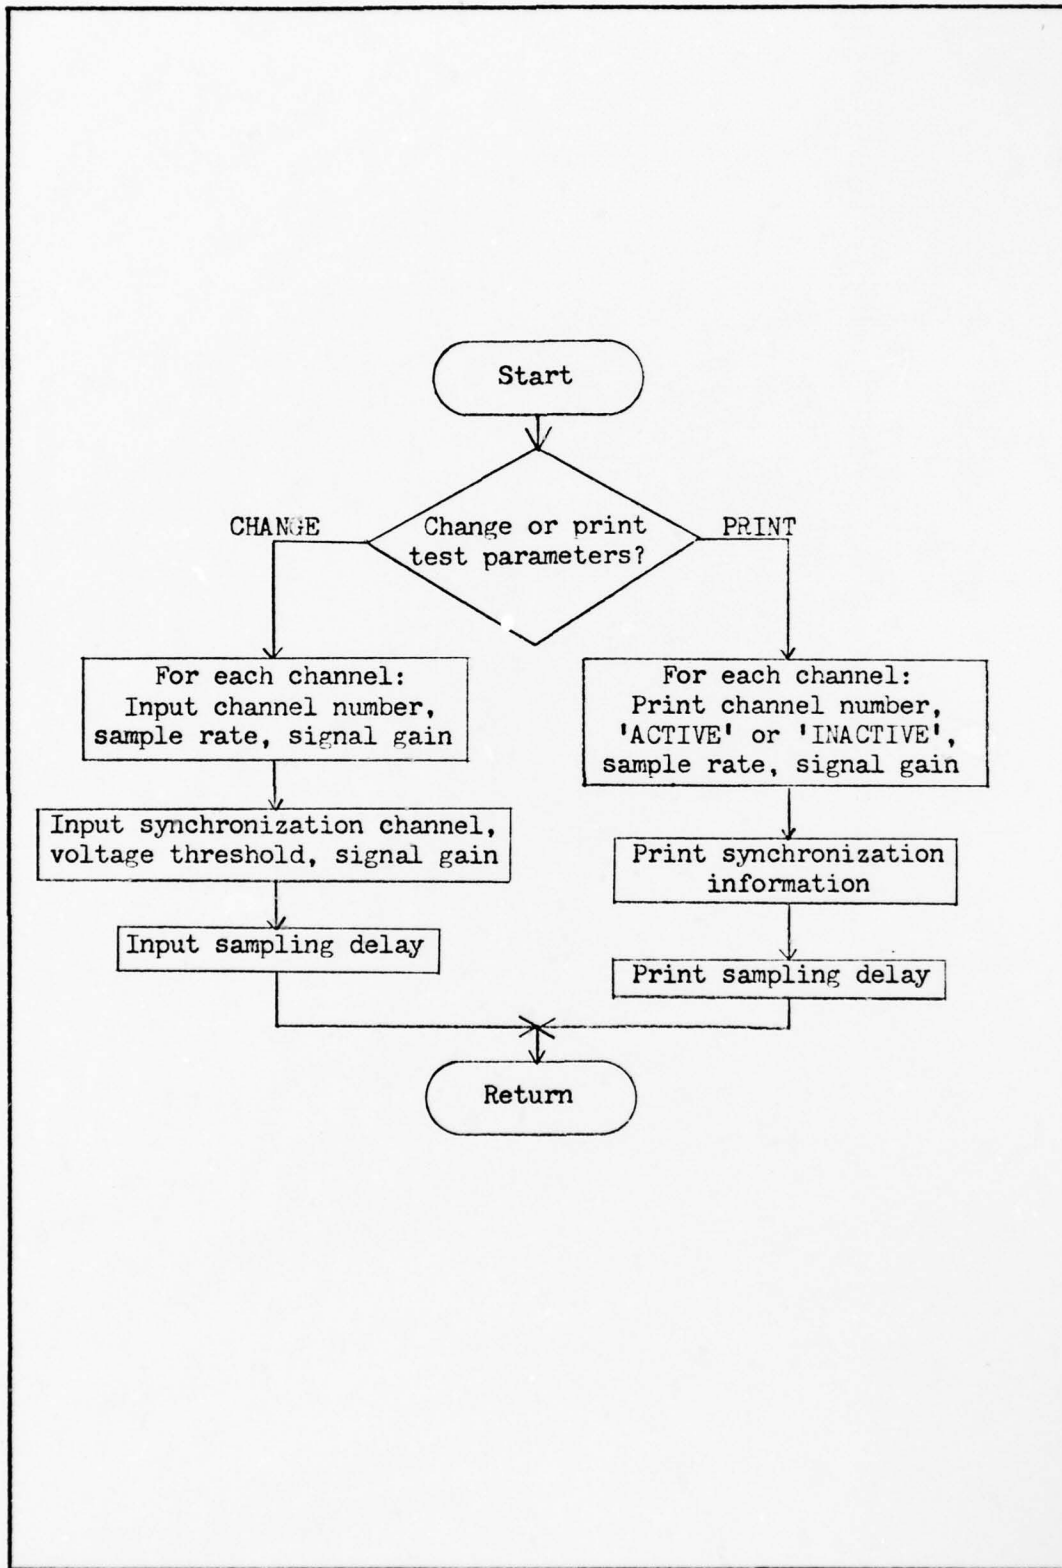 Start
Change or print
test parameters?
CHANGE
PRINT
For each channel:
Input channel number,
sample rate, signal gain
Input synchronization channel,
voltage threshold, signal gain
Input sampling delay
For each channel:
Print channel number,
'ACTIVE' or 'INACTIVE',
sample rate, signal gain
Print synchronization
information
Print sampling delay
Return